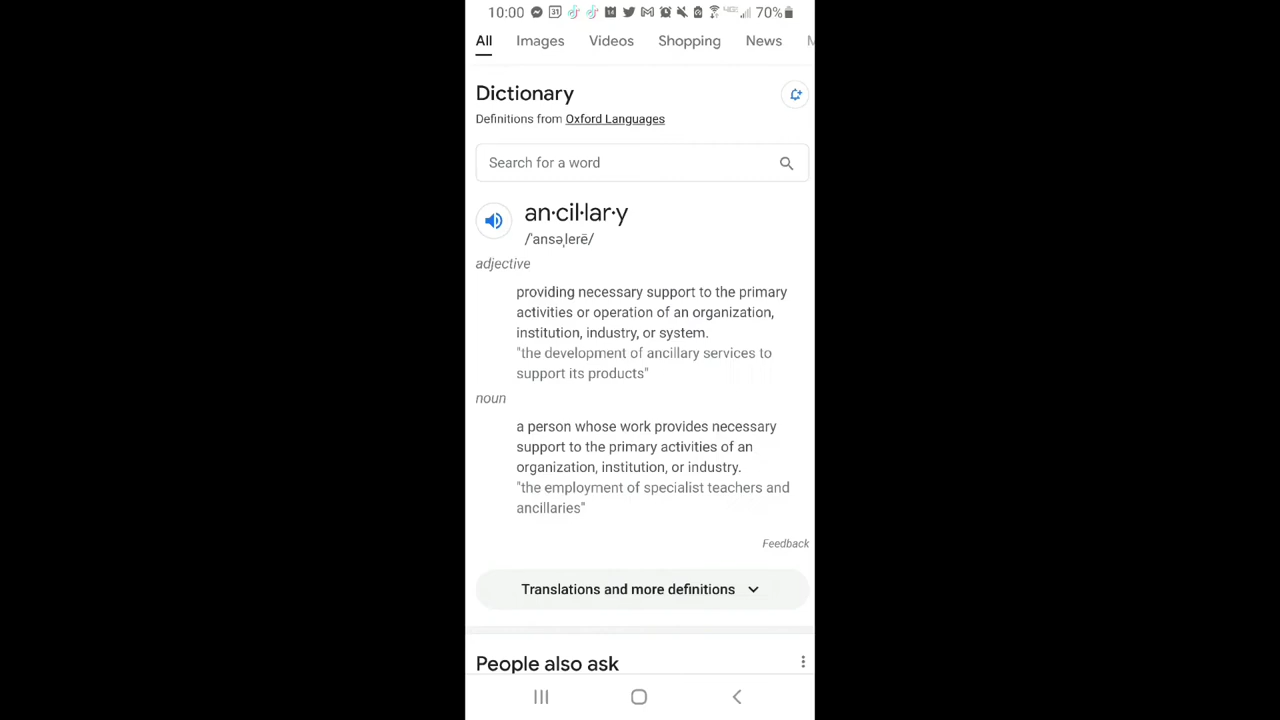 10:00 70%
All Images Videos Shopping News
Dictionary
Definitions from Oxford Languages
Search for a word
an·cil·lar·y
/ˈansəˌlerē/
adjective
providing necessary support to the primary
activities or operation of an organization,
institution, industry, or system.
"the development of ancillary services to
support its products"
noun
a person whose work provides necessary
support to the primary activities of an
organization, institution, or industry.
"the employment of specialist teachers and
ancillaries"
Feedback
Translations and more definitions
People also ask